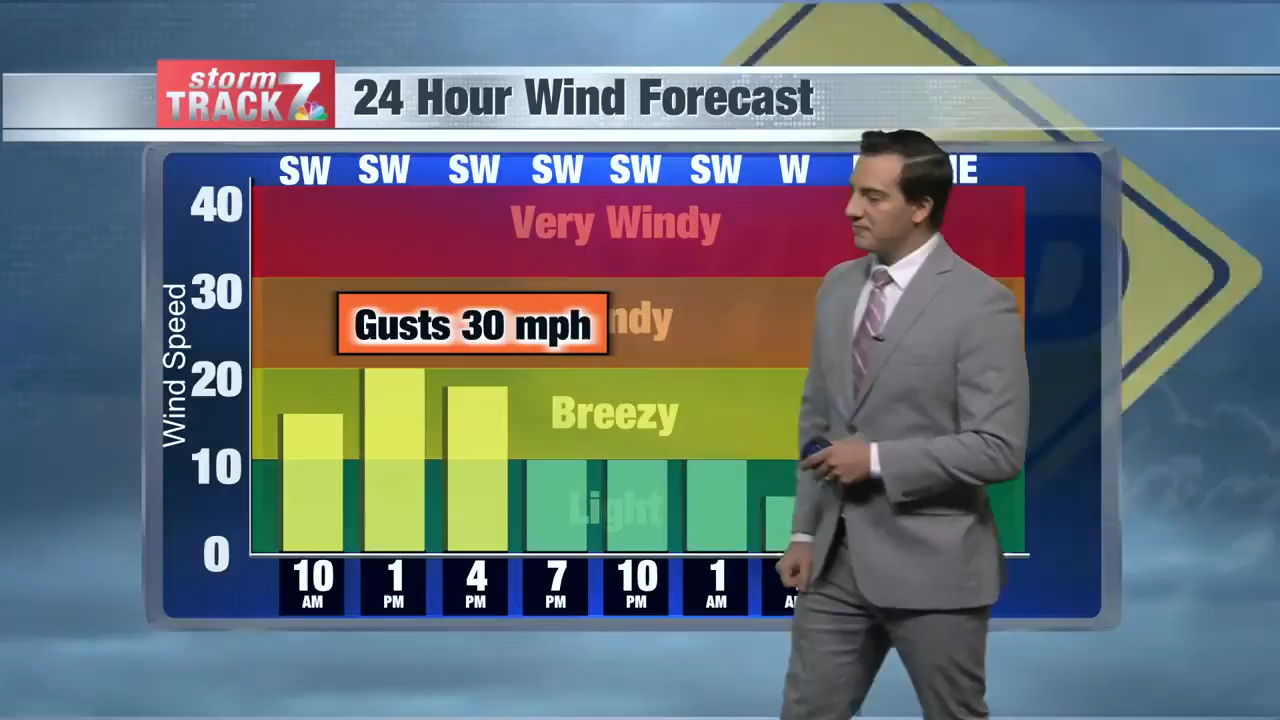 storm
TRACK 7
24 Hour Wind Forecast
SW SW SW SW SW SW W
40
Very Windy
30
Gusts 30 mph
20
Breezy
10
Light
0
Wind Speed
10 1 4 7 10 1
AM PM PM PM PM AM